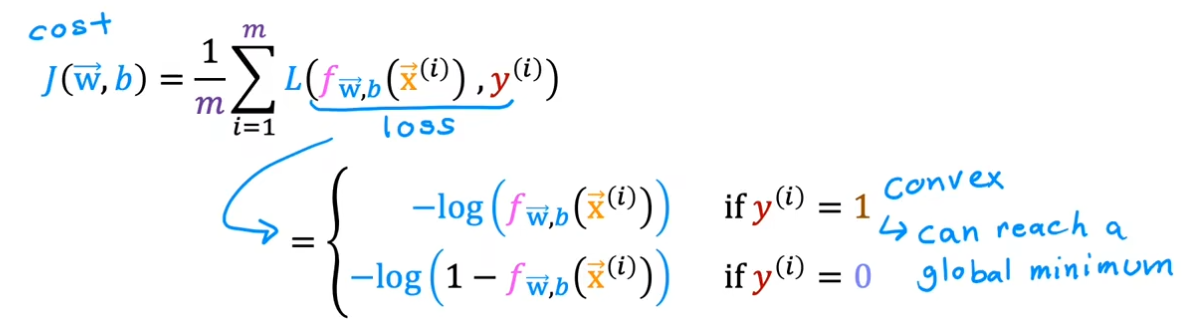 cost
J(w⃗, b) = 1/m ∑_{i=1}^{m} L(f_{w⃗,b}(x⃗^{(i)}), y^{(i)})
loss
= { −log(f_{w⃗,b}(x⃗^{(i)})) if y^{(i)} = 1
−log(1 − f_{w⃗,b}(x⃗^{(i)})) if y^{(i)} = 0
convex
↳ can reach a
global minimum